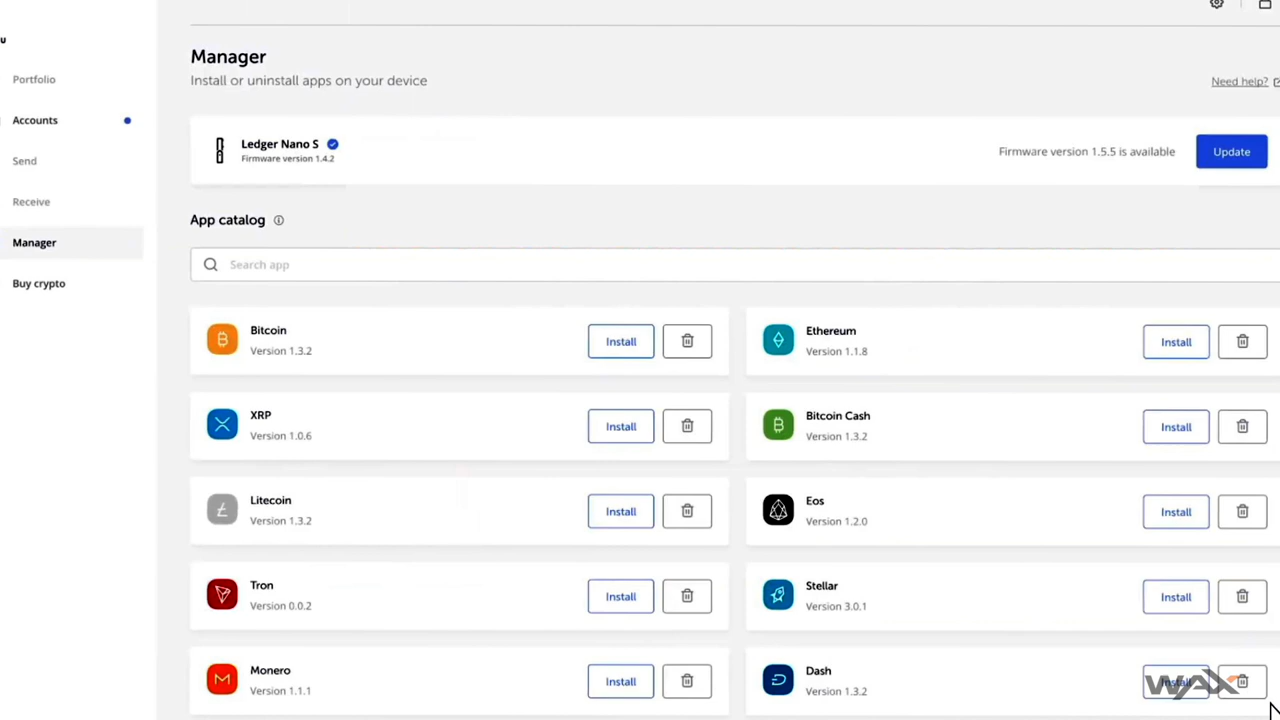 Manager
Install or uninstall apps on your device
Need help?
Portfolio
Accounts
Send
Receive
Manager
Buy crypto
Ledger Nano S
Firmware version 1.4.2
Firmware version 1.5.5 is available
Update
App catalog
Search app
Bitcoin
Version 1.3.2
Install
Ethereum
Version 1.1.8
Install
XRP
Version 1.0.6
Install
Bitcoin Cash
Version 1.3.2
Install
Litecoin
Version 1.3.2
Install
Eos
Version 1.2.0
Install
Tron
Version 0.0.2
Install
Stellar
Version 3.0.1
Install
Monero
Version 1.1.1
Install
Dash
Version 1.3.2
Install
WAX